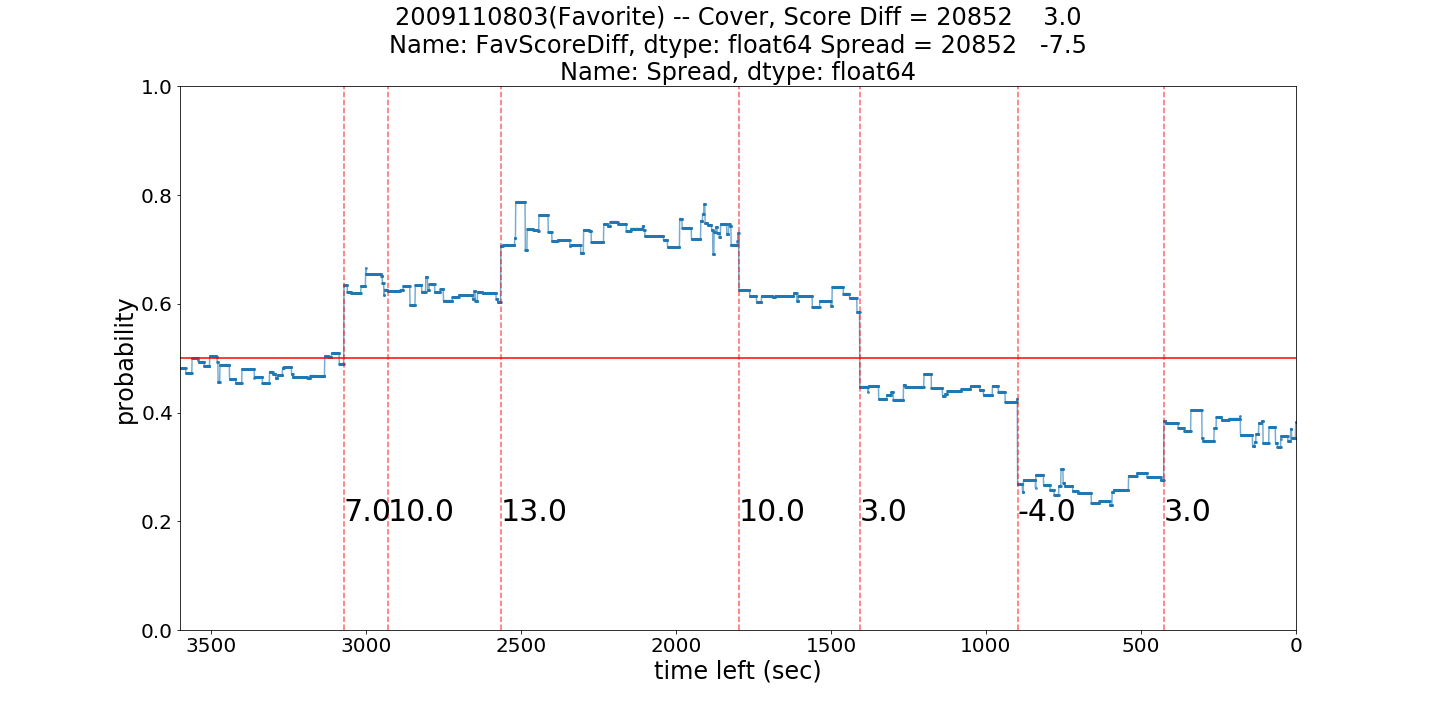 2009110803(Favorite) -- Cover, Score Diff = 20852    3.0
Name: FavScoreDiff, dtype: float64 Spread = 20852   -7.5
Name: Spread, dtype: float64
1.0
0.8
0.6
0.4
0.2
0.0
probability
7.0 10.0 13.0 10.0 3.0 -4.0 3.0
3500 3000 2500 2000 1500 1000 500 0
time left (sec)